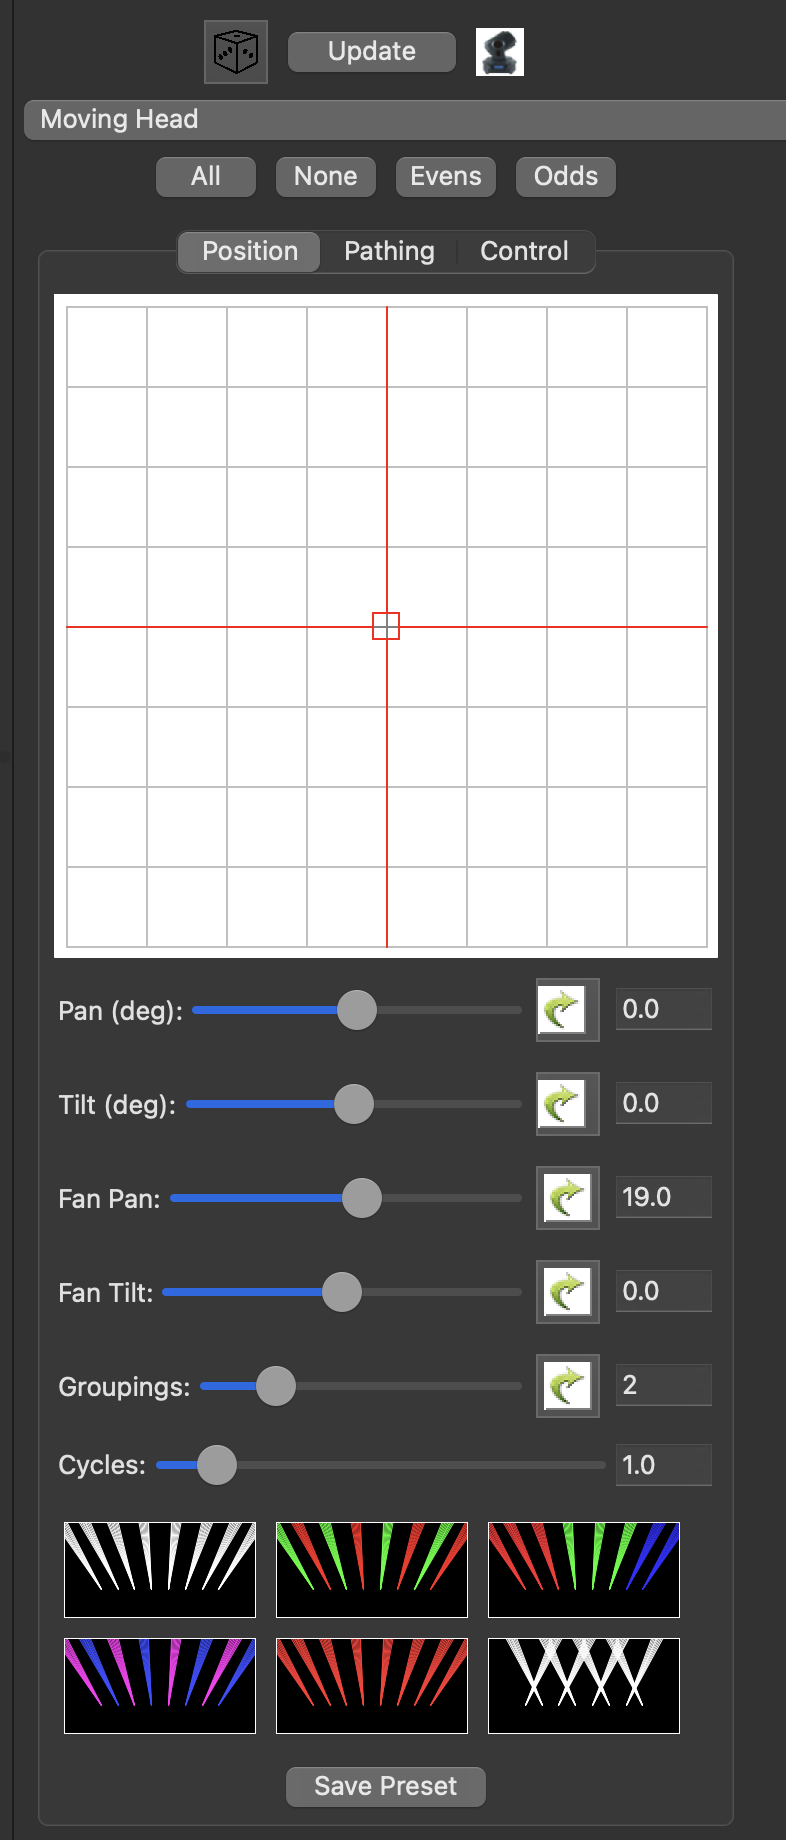 Update
Moving Head
All None Evens Odds
Position Pathing Control
Pan (deg): 0.0
Tilt (deg): 0.0
Fan Pan: 19.0
Fan Tilt: 0.0
Groupings: 2
Cycles: 1.0
Save Preset